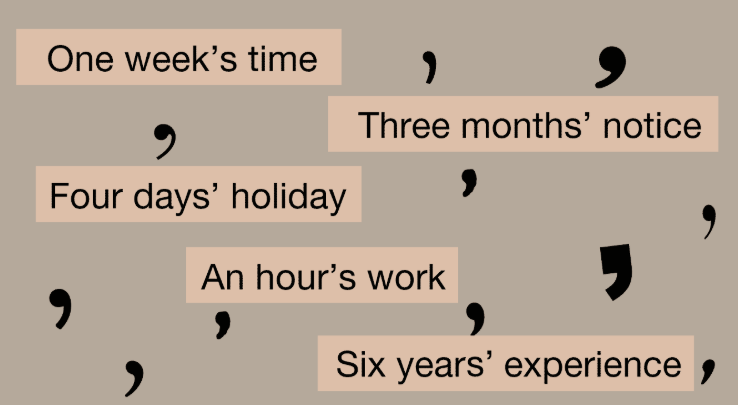 One week’s time
Three months’ notice
Four days’ holiday
An hour’s work
Six years’ experience